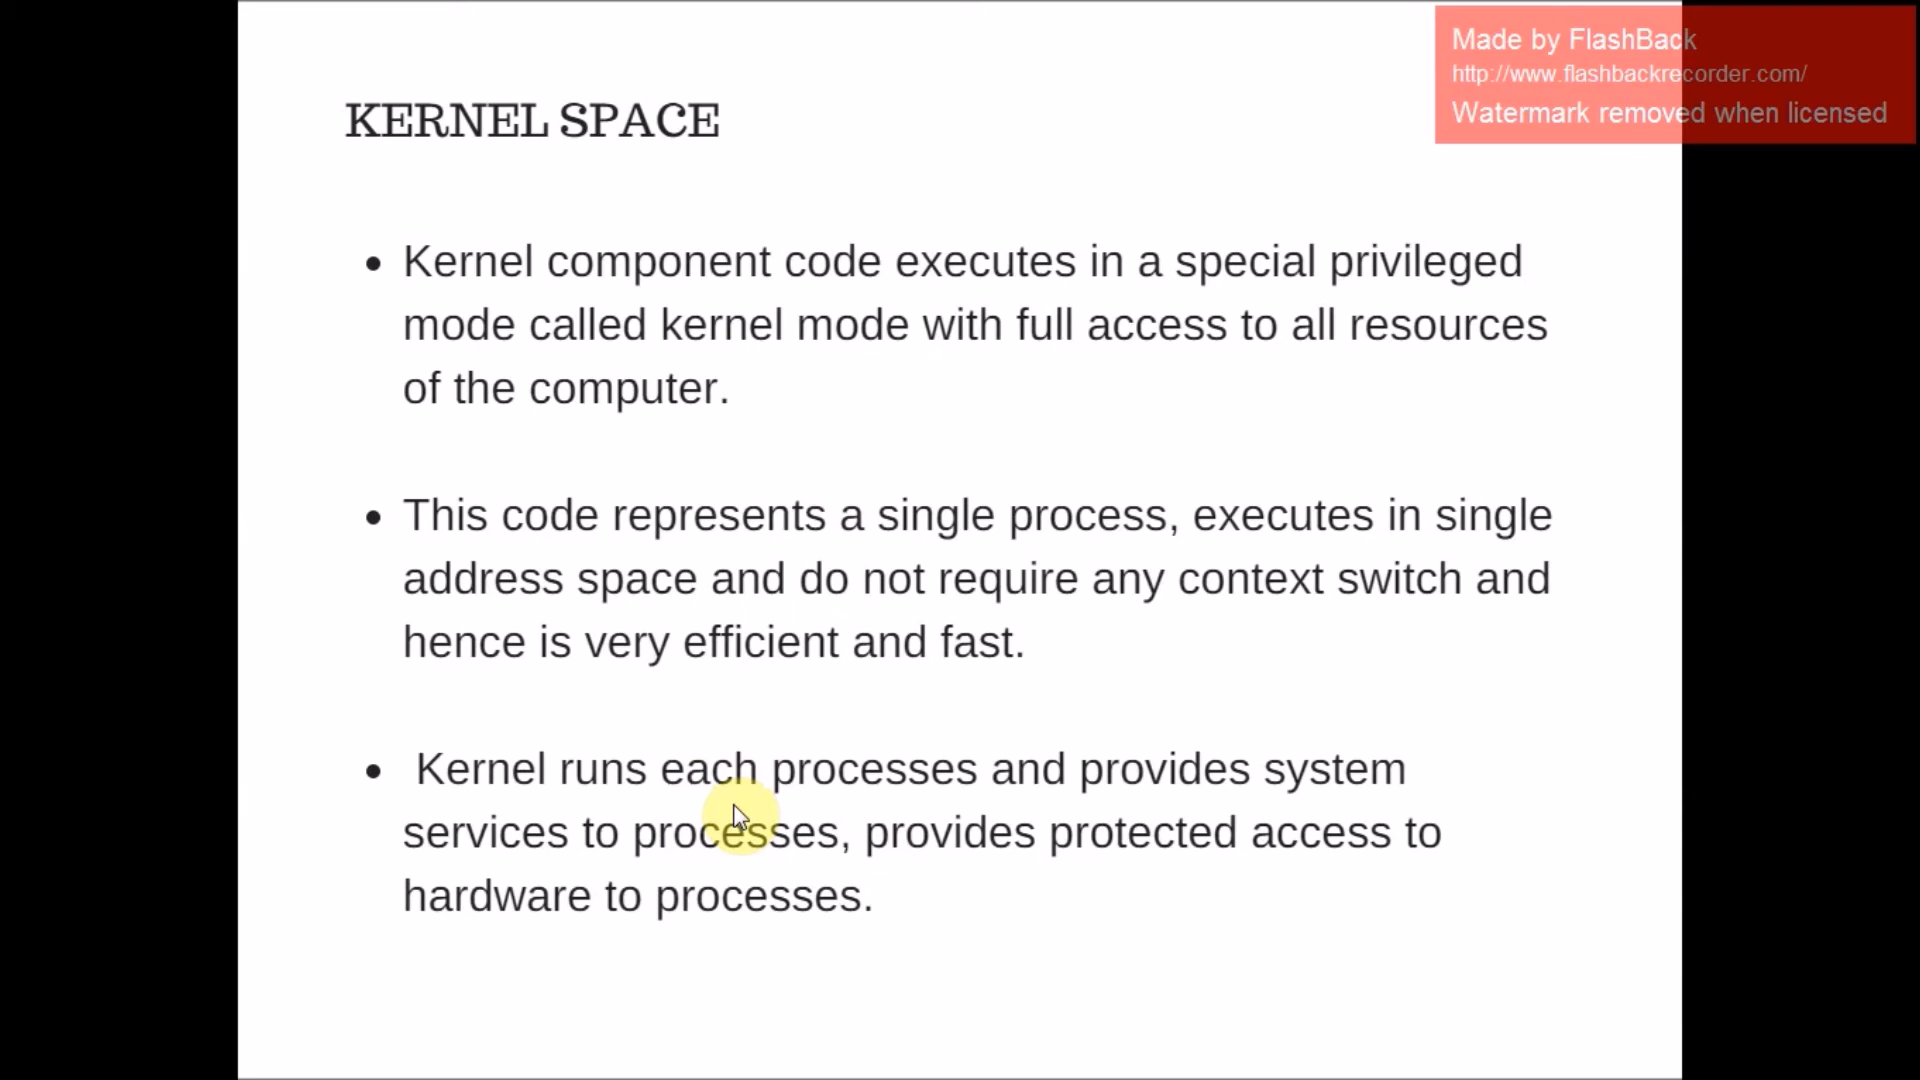 Made by FlashBack
http://www.flashbackrecorder.com/
Watermark removed when licensed
KERNEL SPACE
• Kernel component code executes in a special privileged
mode called kernel mode with full access to all resources
of the computer.
• This code represents a single process, executes in single
address space and do not require any context switch and
hence is very efficient and fast.
• Kernel runs each processes and provides system
services to processes, provides protected access to
hardware to processes.